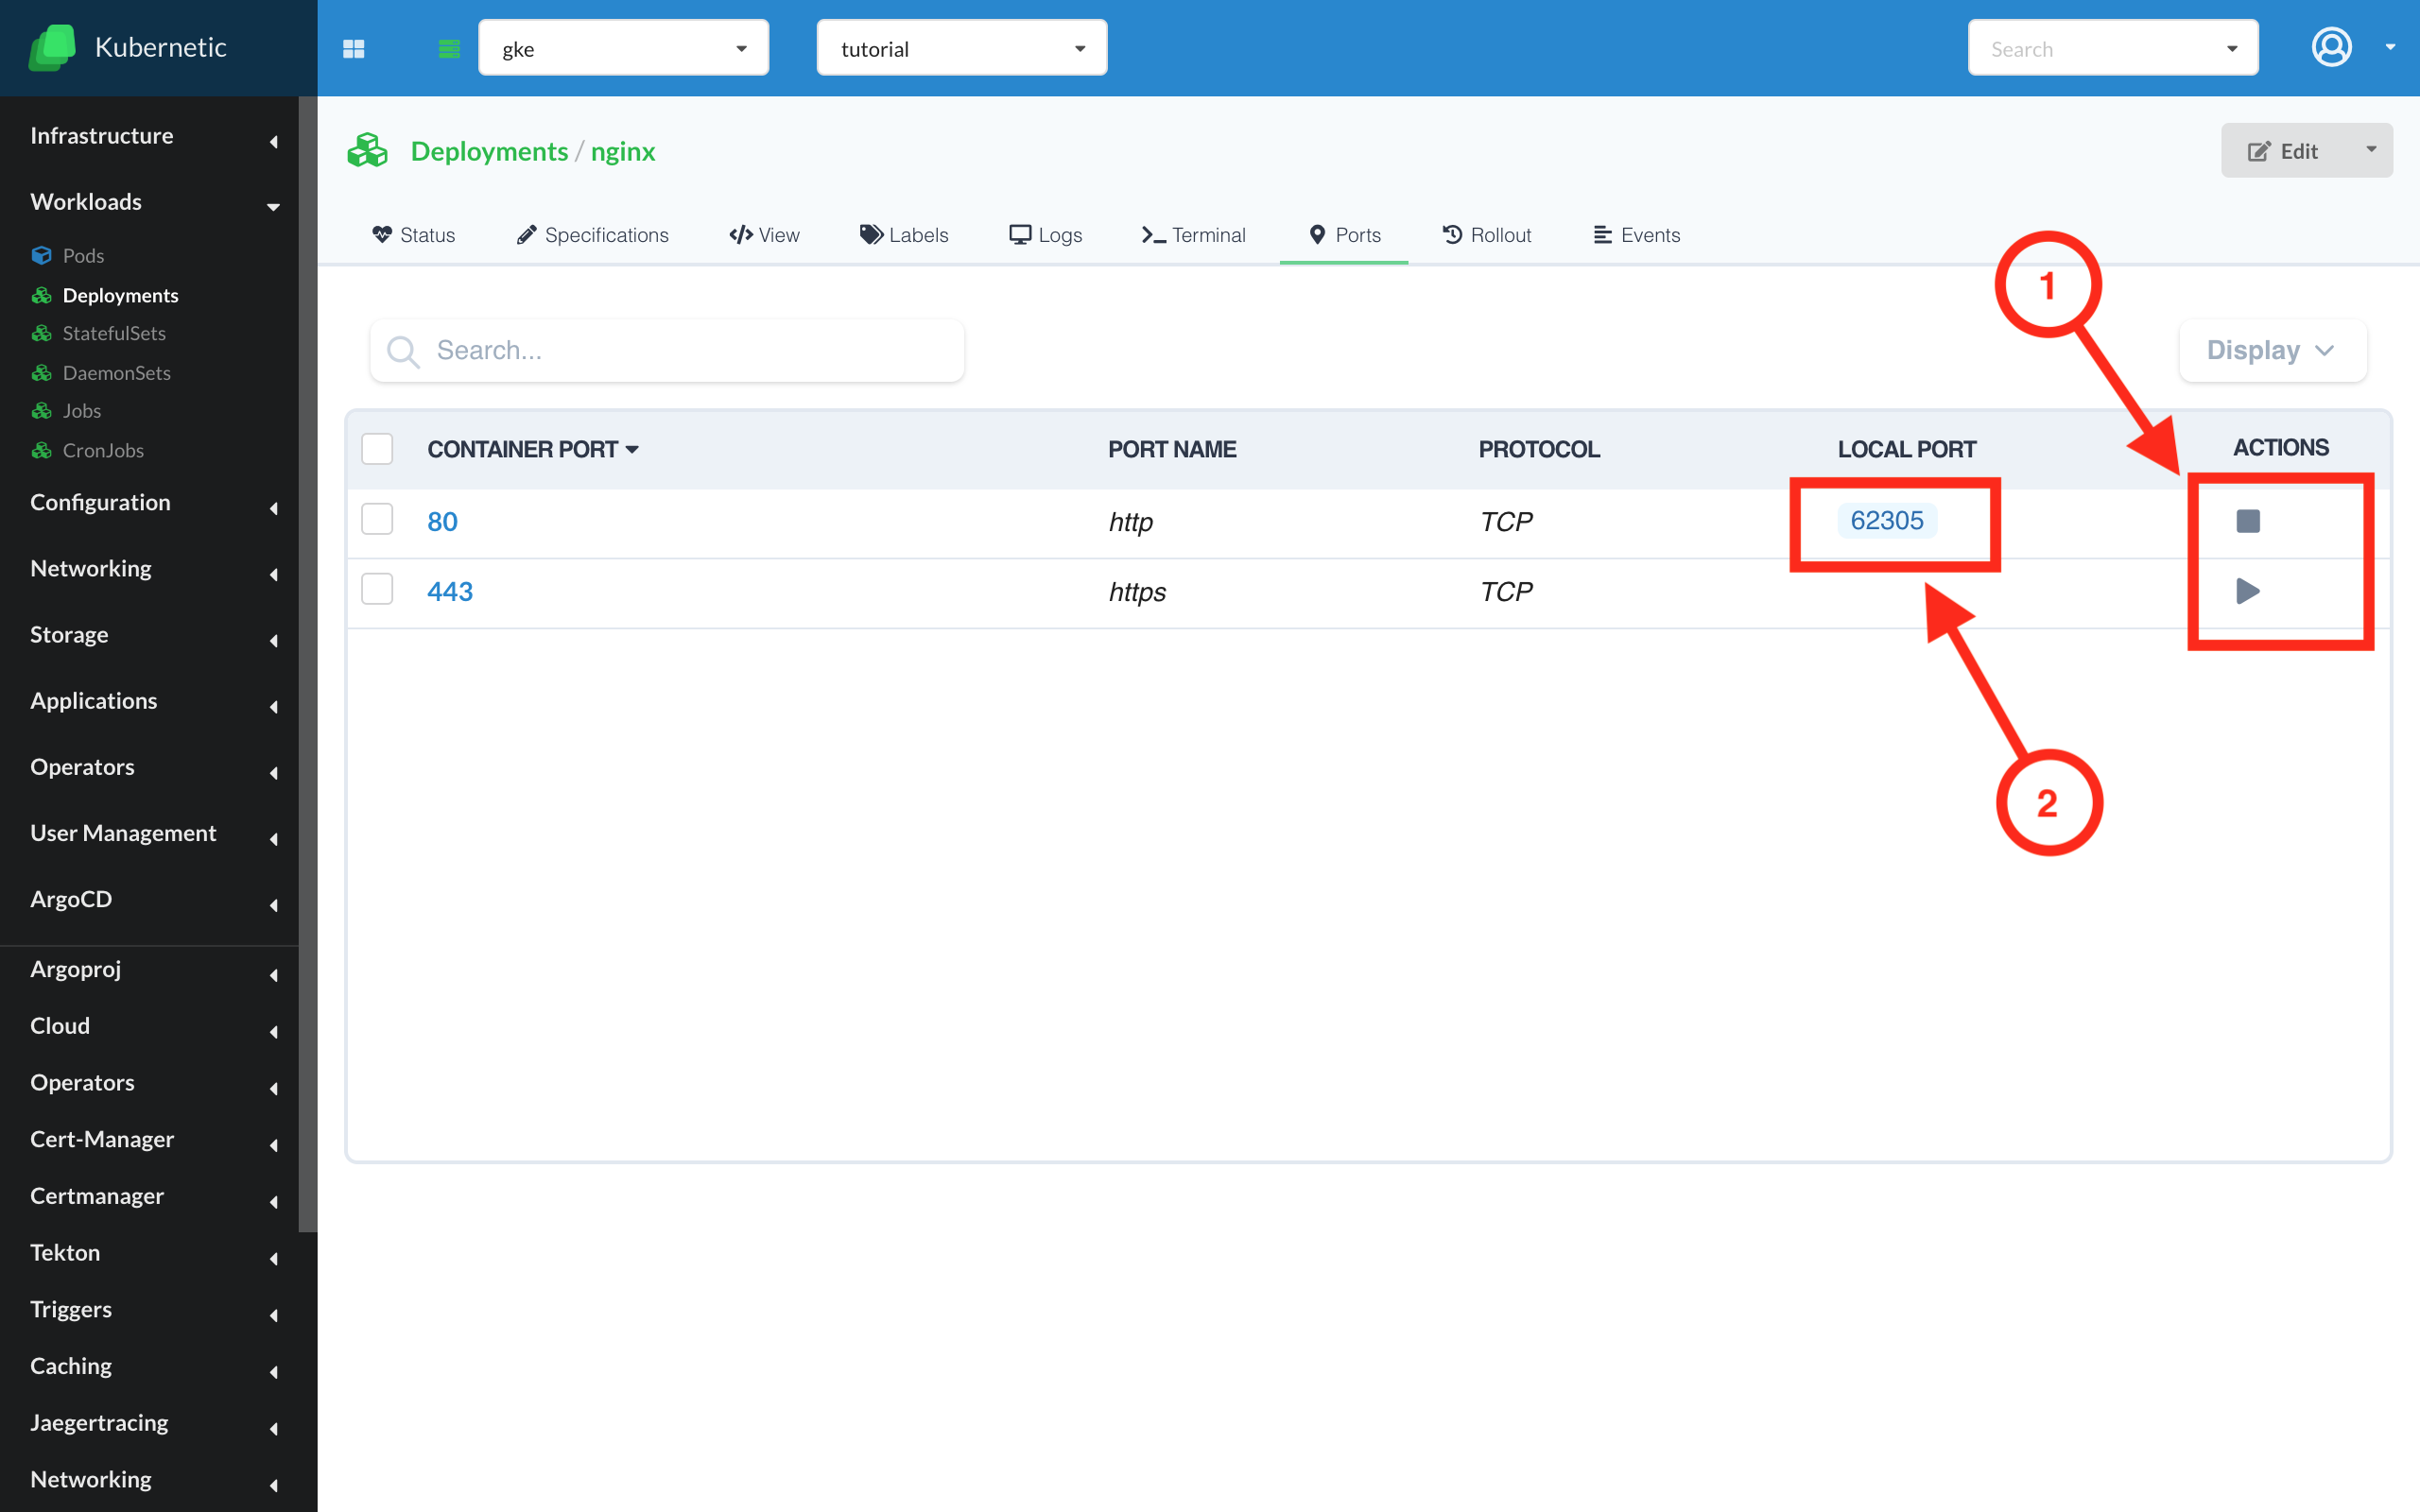 Kubernetic
gke
tutorial
Search
Infrastructure
Workloads
Pods
Deployments
StatefulSets
DaemonSets
Jobs
CronJobs
Configuration
Networking
Storage
Applications
Operators
User Management
ArgoCD
Argoproj
Cloud
Operators
Cert-Manager
Certmanager
Tekton
Triggers
Caching
Jaegertracing
Networking
Deployments / nginx
Edit
Status
Specifications
View
Labels
Logs
Terminal
Ports
Rollout
Events
1
Search...
Display
CONTAINER PORT PORT NAME PROTOCOL LOCAL PORT ACTIONS
80 http TCP 62305
443 https TCP
2